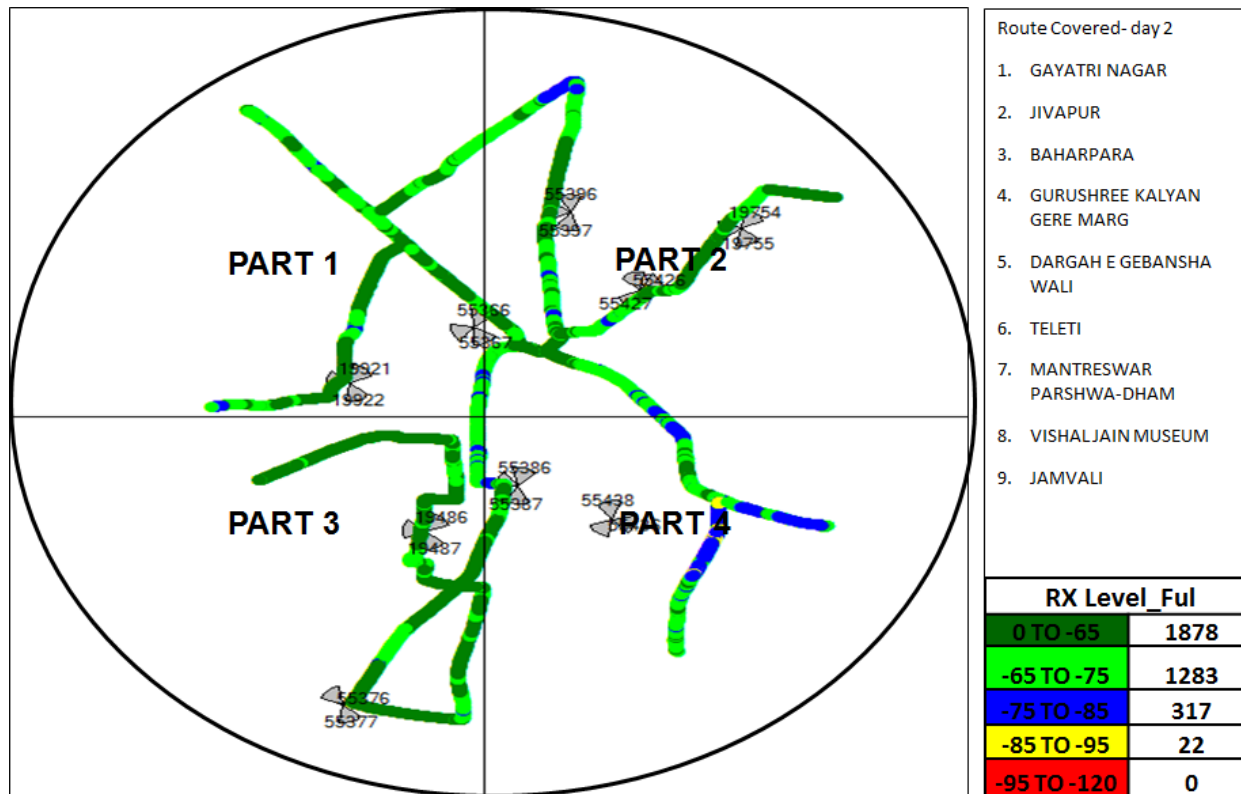 Route Covered- day 2
1. GAYATRI NAGAR
2. JIVAPUR
3. BAHARPARA
4. GURUSHREE KALYAN
GERE MARG
5. DARGAH E GEBANSHA
WALI
6. TELETI
7. MANTRESWAR
PARSHWA-DHAM
8. VISHAL JAIN MUSEUM
9. JAMVALI
RX Level_Ful
0 TO -65 1878
-65 TO -75 1283
-75 TO -85 317
-85 TO -95 22
-95 TO -120 0
55396
55397
19754
19755
PART 1
PART 2
55426
55427
55366
55367
19921
19922
55386
55387
55438
PART 3
19486
19487
PART 4
55376
55377